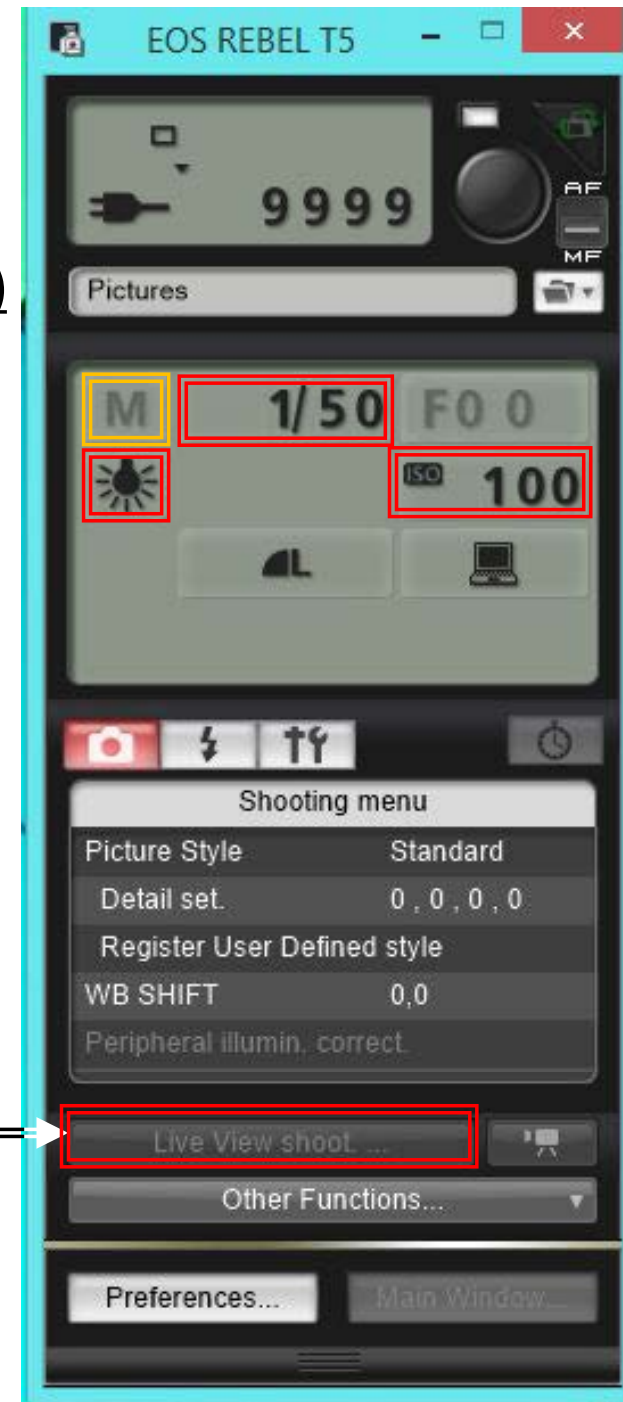 EOS REBEL T5
9999
AF
MF
)
Pictures
M 1/50 F00
ISO 100
L
Shooting menu
Picture Style Standard
Detail set. 0 , 0 , 0 , 0
Register User Defined style
WB SHIFT 0,0
Peripheral illumin. correct.
Live View shoot. ...
Other Functions...
Preferences... Main Window...